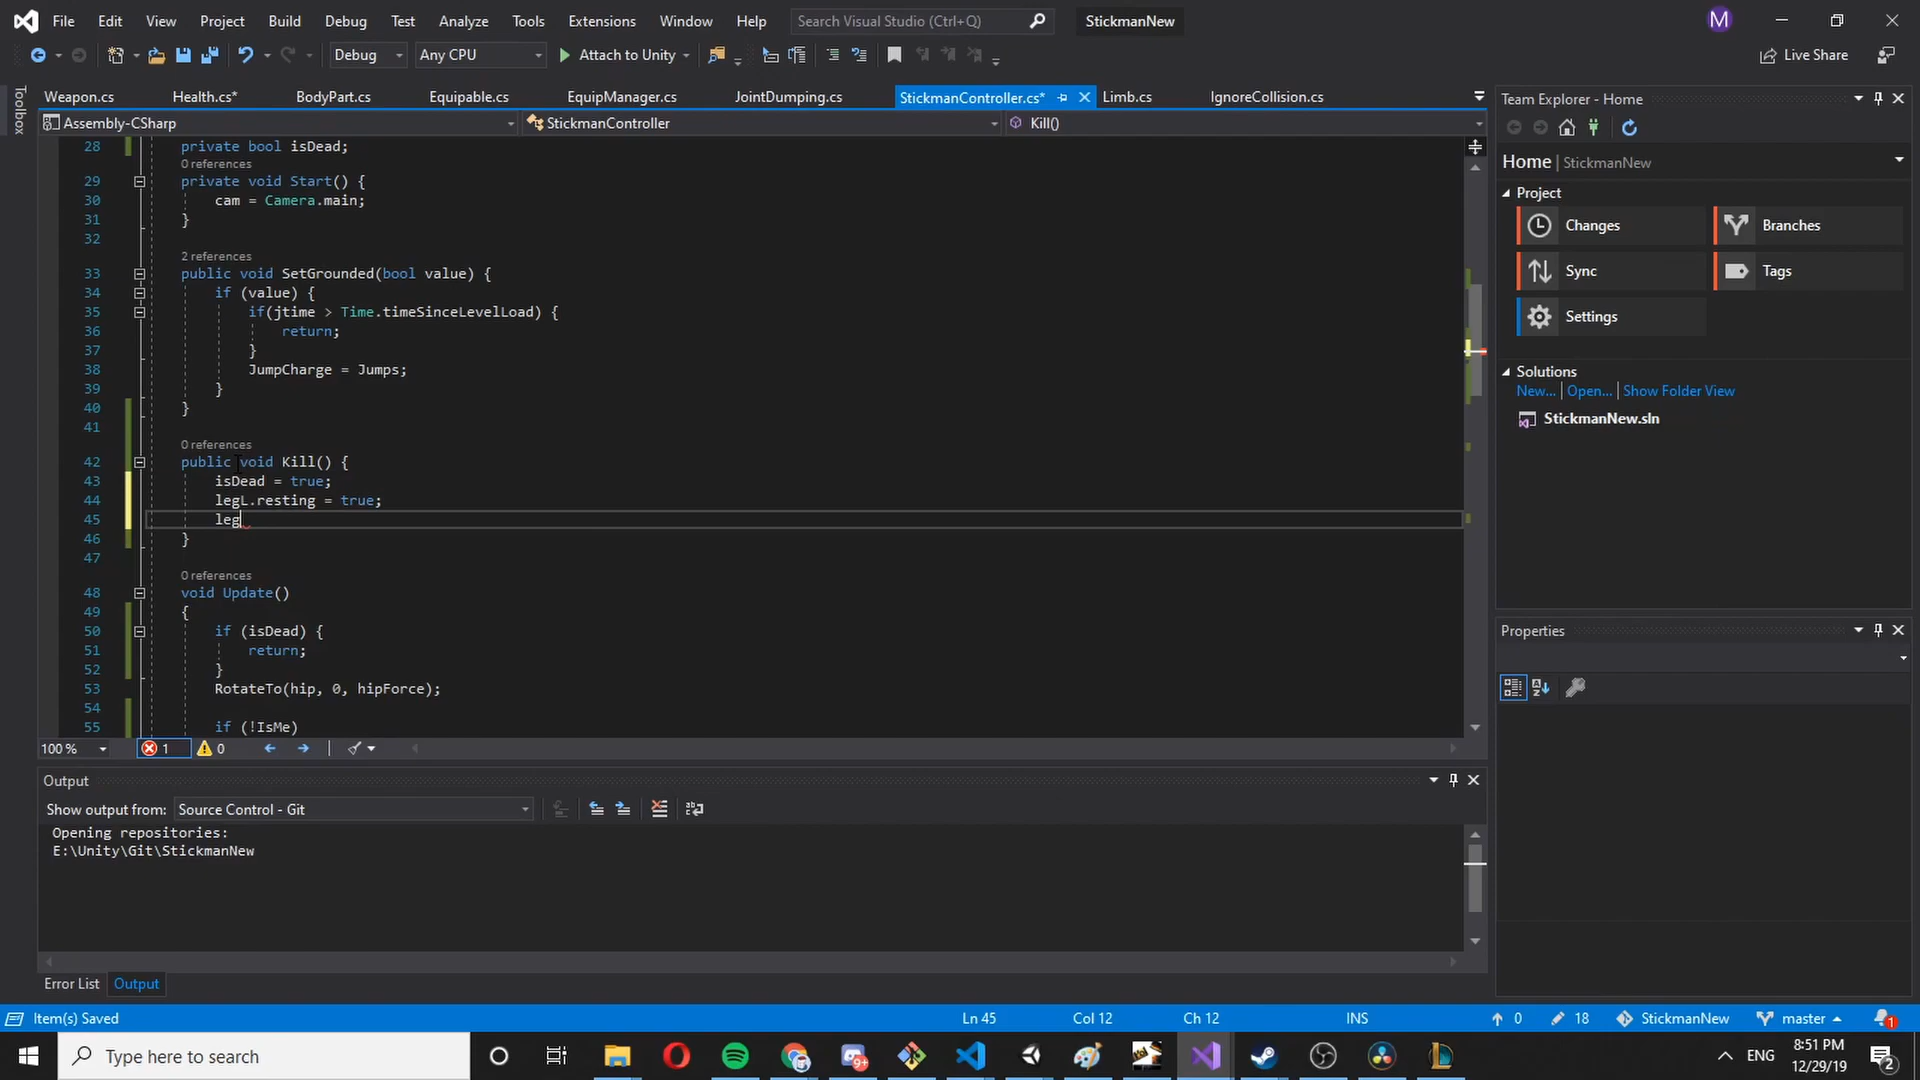 File Edit View Project Build Debug Test Analyze Tools Extensions Window Help Search Visual Studio (Ctrl+Q) StickmanNew M
Debug Any CPU Attach to Unity Live Share
Toolbox
Weapon.cs Health.cs* BodyPart.cs Equipable.cs EquipManager.cs JointDumping.cs StickmanController.cs* Limb.cs IgnoreCollision.cs
Assembly-CSharp StickmanController Kill()
28 private bool isDead;
0 references
29 private void Start() {
30 cam = Camera.main;
31 }
32
2 references
33 public void SetGrounded(bool value) {
34 if (value) {
35 if(jtime > Time.timeSinceLevelLoad) {
36 return;
37 }
38 JumpCharge = Jumps;
39 }
40 }
41
0 references
42 public void Kill() {
43 isDead = true;
44 legL.resting = true;
45 leg
46 }
47
0 references
48 void Update()
49 {
50 if (isDead) {
51 return;
52 }
53 RotateTo(hip, 0, hipForce);
54
55 if (!IsMe)
100 % 1 0
Output
Show output from: Source Control - Git
Opening repositories:
E:\Unity\Git\StickmanNew
Error List Output
Team Explorer - Home
Home | StickmanNew
Project
Changes Branches
Sync Tags
Settings
Solutions
New... | Open... | Show Folder View
StickmanNew.sln
Properties
Item(s) Saved Ln 45 Col 12 Ch 12 INS 0 18 StickmanNew master 1
Type here to search 9+ ENG 8:51 PM
12/29/19 2